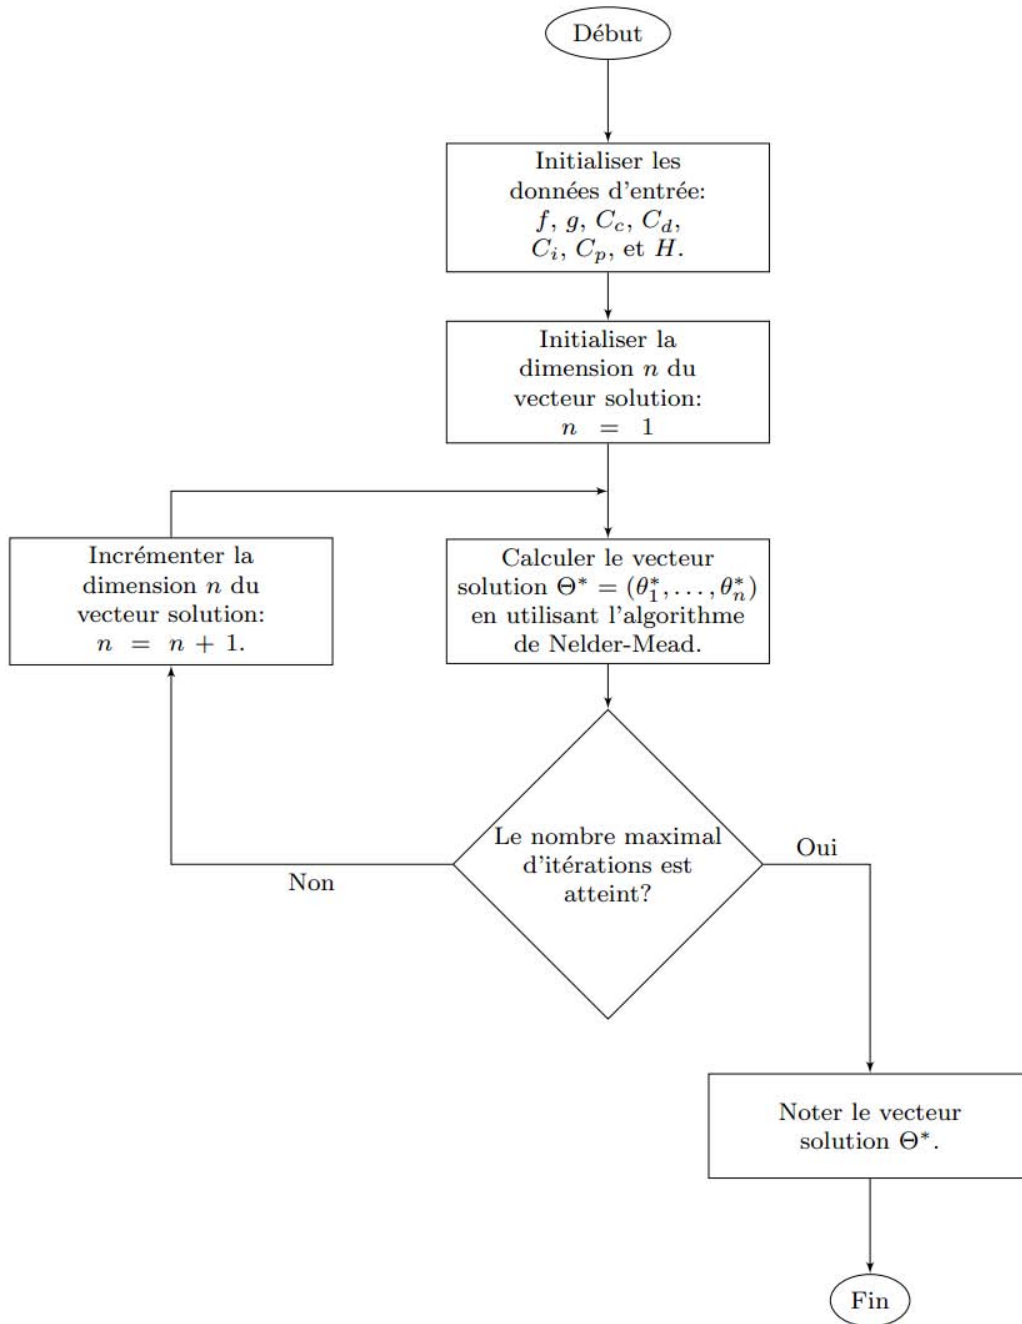 Début
Initialiser les
données d'entrée:
f, g, C_c, C_d,
C_i, C_p, et H.
Initialiser la
dimension n du
vecteur solution:
n = 1
Incrémenter la
dimension n du
vecteur solution:
n = n + 1.
Calculer le vecteur
solution Θ* = (θ₁*, . . . , θₙ*)
en utilisant l'algorithme
de Nelder-Mead.
Le nombre maximal
d'itérations est
atteint?
Oui
Non
Noter le vecteur
solution Θ*.
Fin